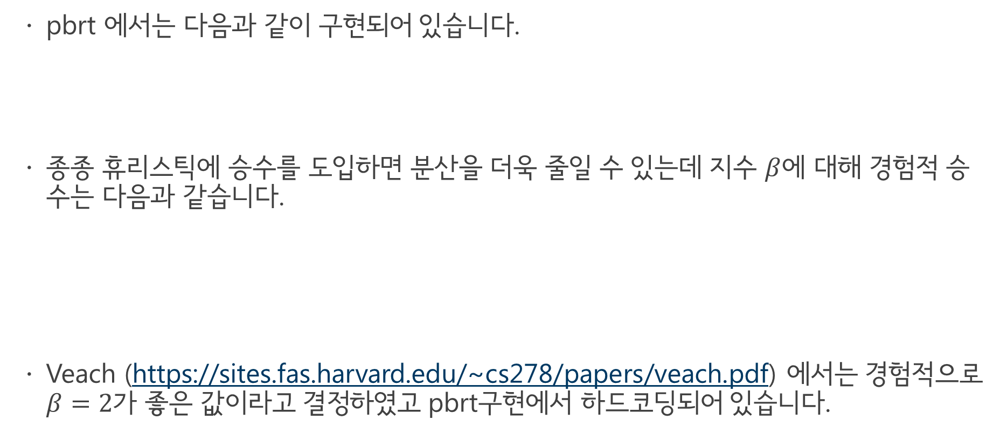 · pbrt 에서는 다음과 같이 구현되어 있습니다.
· 종종 휴리스틱에 승수를 도입하면 분산을 더욱 줄일 수 있는데 지수 𝛽에 대해 경험적 승
수는 다음과 같습니다.
· Veach (https://sites.fas.harvard.edu/~cs278/papers/veach.pdf) 에서는 경험적으로
𝛽 = 2가 좋은 값이라고 결정하였고 pbrt구현에서 하드코딩되어 있습니다.